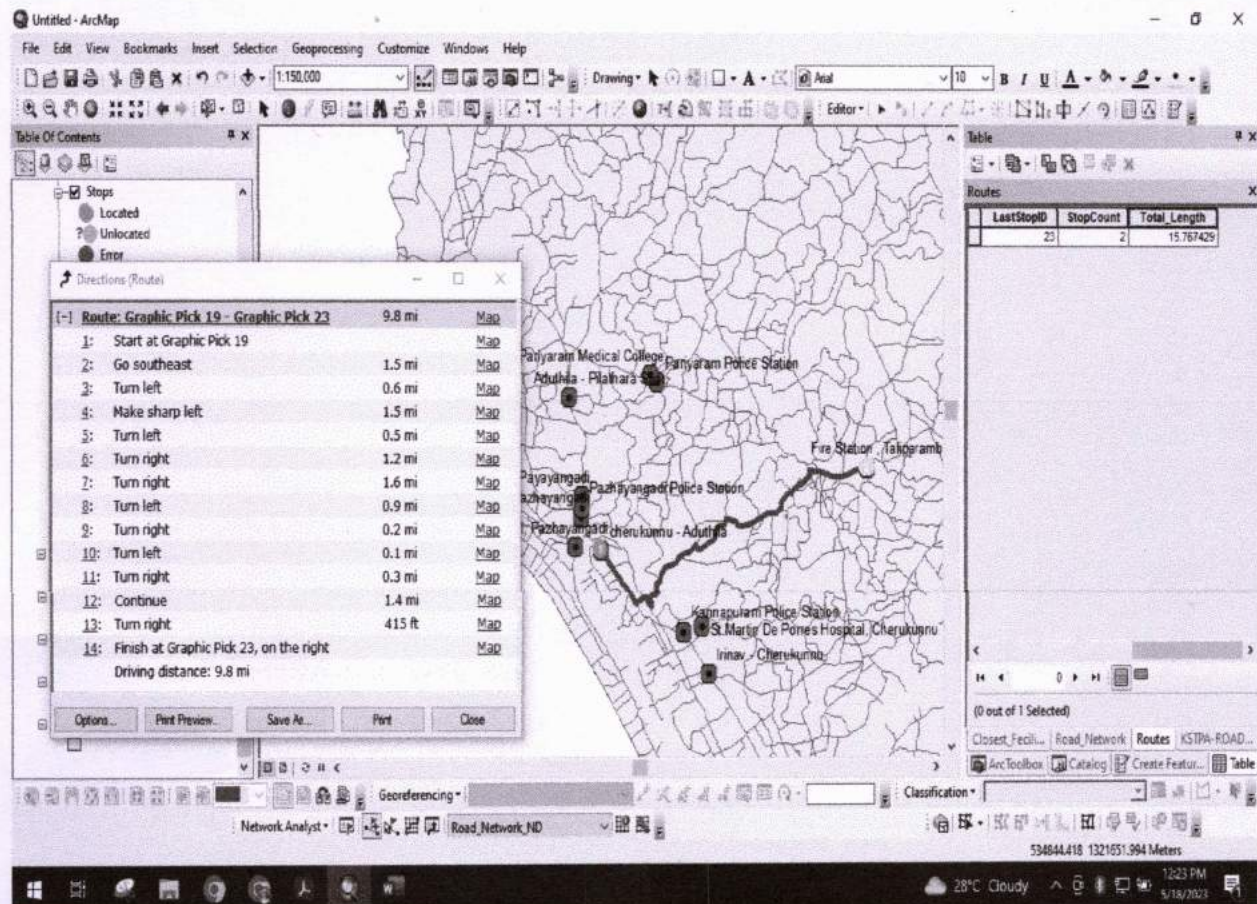 Untitled - ArcMap
File Edit View Bookmarks Insert Selection Geoprocessing Customize Windows Help
1:150,000 Drawing Arial 10 B I U A
Editor
Table Of Contents
Stops
Located
? Unlocated
Error
Directions (Route)
[-] Route: Graphic Pick 19 - Graphic Pick 23 9.8 mi Map
1: Start at Graphic Pick 19 Map
2: Go southeast 1.5 mi Map
3: Turn left 0.6 mi Map
4: Make sharp left 1.5 mi Map
5: Turn left 0.5 mi Map
6: Turn right 1.2 mi Map
7: Turn right 1.6 mi Map
8: Turn left 0.9 mi Map
9: Turn right 0.2 mi Map
10: Turn left 0.1 mi Map
11: Turn right 0.3 mi Map
12: Continue 1.4 mi Map
13: Turn right 415 ft Map
14: Finish at Graphic Pick 23, on the right Map
Driving distance: 9.8 mi
Options... Print Preview... Save As... Print Close
Pariyaram Medical College
Pariyaram Police Station
Aduthila - Pilathara
Fire Station , Taliparamb
Payayangadi
Pazhayangadi Police Station
Pazhayangadi
cherukunnu - Aduthila
Kannapuram Police Station
St.Martin De Porres Hospital, Cherukunnu
Irinav - Cherukunnu
Table
Routes
LastStopID StopCount Total_Length
23 2 15.767429
0
(0 out of 1 Selected)
Closest_Fecili... Road_Network Routes KSTPA-ROAD...
ArcToolbox Catalog Create Featur... Table
Georeferencing
Classification
Network Analyst Road_Network_ND
534844.418 1321651.994 Meters
28°C Cloudy
12:23 PM
5/18/2023